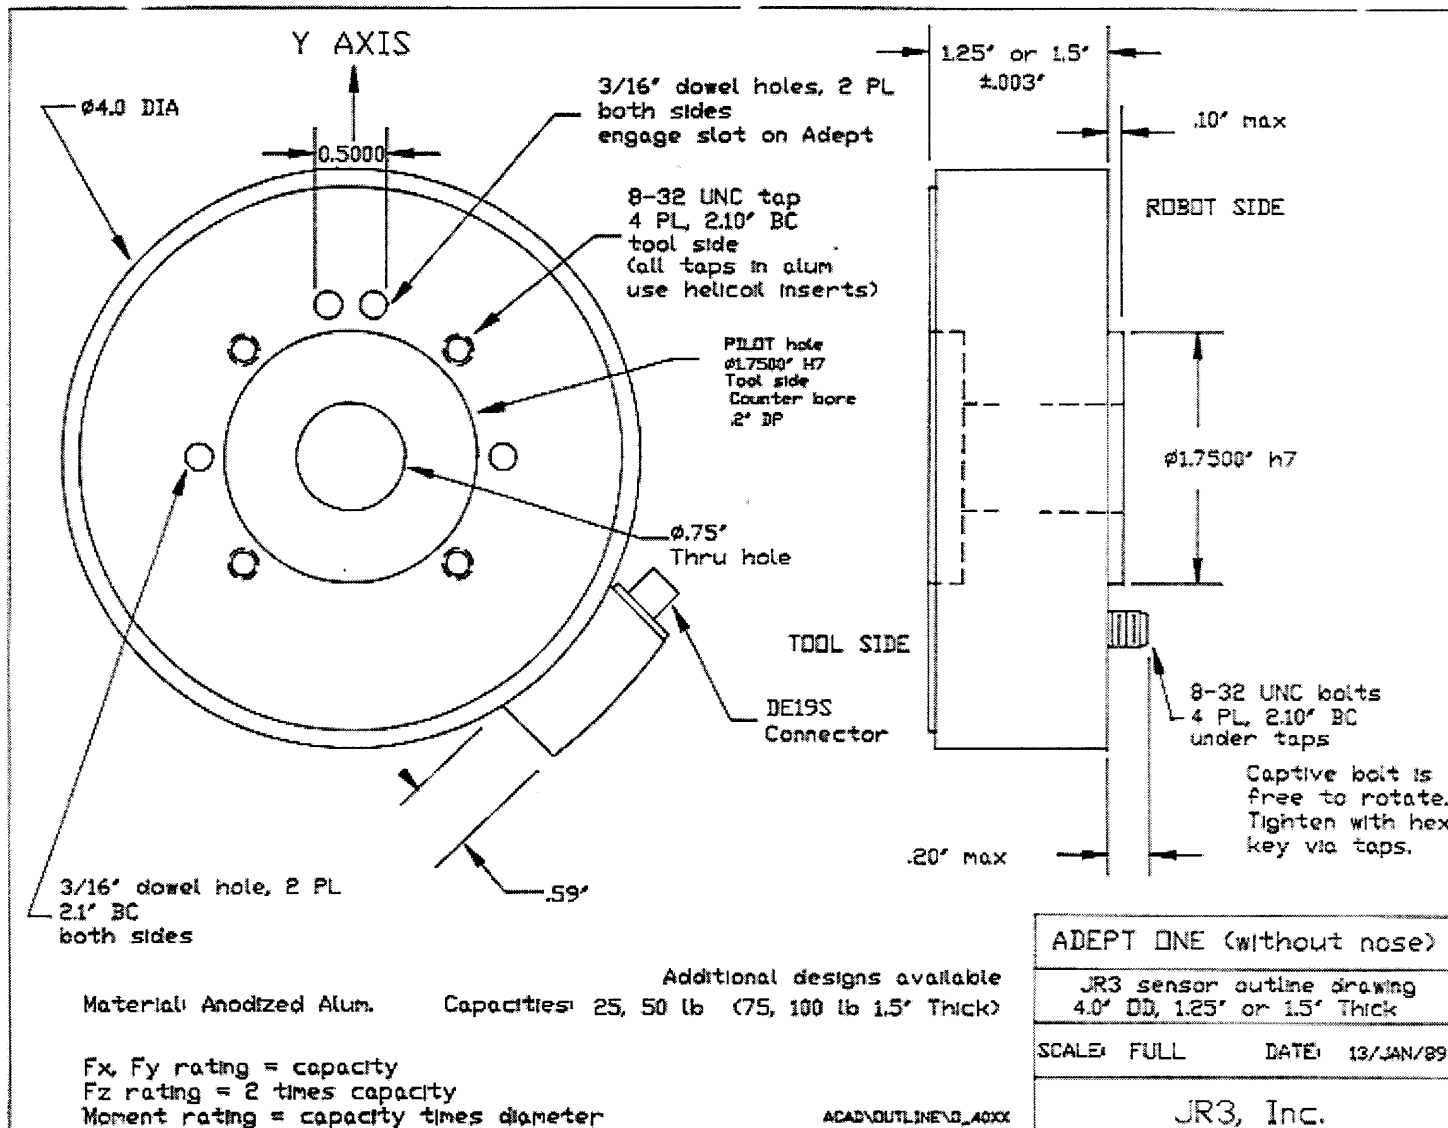 Y AXIS
ø4.0 DIA
0.5000
3/16" dowel holes, 2 PL
both sides
engage slot on Adept
8-32 UNC tap
4 PL, 2.10" BC
tool side
(all taps in alum
use helicoil inserts)
PILOT hole
ø1.7500" H7
Tool side
Counter bore
.2" DP
ø.75"
Thru hole
DE19S
Connector
.59"
3/16" dowel hole, 2 PL
2.1" BC
both sides
1.25" or 1.5"
±.003"
.10" max
ROBOT SIDE
ø1.7500" h7
TOOL SIDE
8-32 UNC bolts
4 PL, 2.10" BC
under taps
Captive bolt is
free to rotate.
Tighten with hex
key via taps.
.20" max
Additional designs available
Material: Anodized Alum.
Capacities: 25, 50 lb (75, 100 lb 1.5" Thick)
Fx, Fy rating = capacity
Fz rating = 2 times capacity
Moment rating = capacity times diameter
ADEPT ONE (without nose)
JR3 sensor outline drawing
4.0" OD, 1.25" or 1.5" Thick
SCALE: FULL DATE: 13/JAN/89
JR3, Inc.